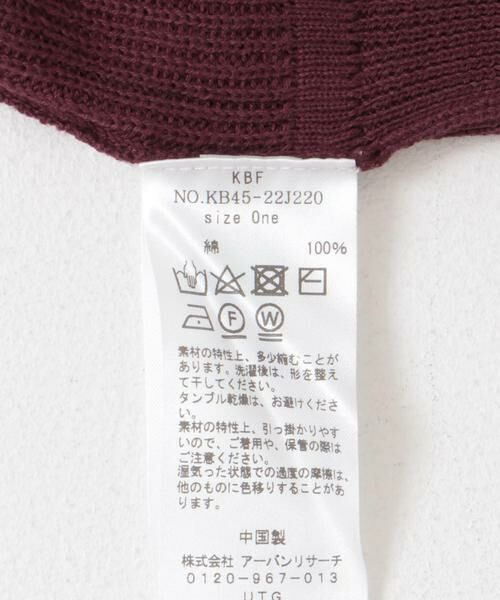 KBF
NO.KB45-22J220
size One
綿 100%
F W
素材の特性上、多少縮むことが
あります。洗濯後は、形を整え
て干してください。
タンブル乾燥は、お避けくださ
い。
素材の特性上、引っ掛かりやす
いので、ご着用や、保管の際は
ご注意ください。
湿気った状態での過度の摩擦は、
他のものに色移りすることがあ
ります。
中国製
株式会社 アーバンリサーチ
0120-967-013
UTG